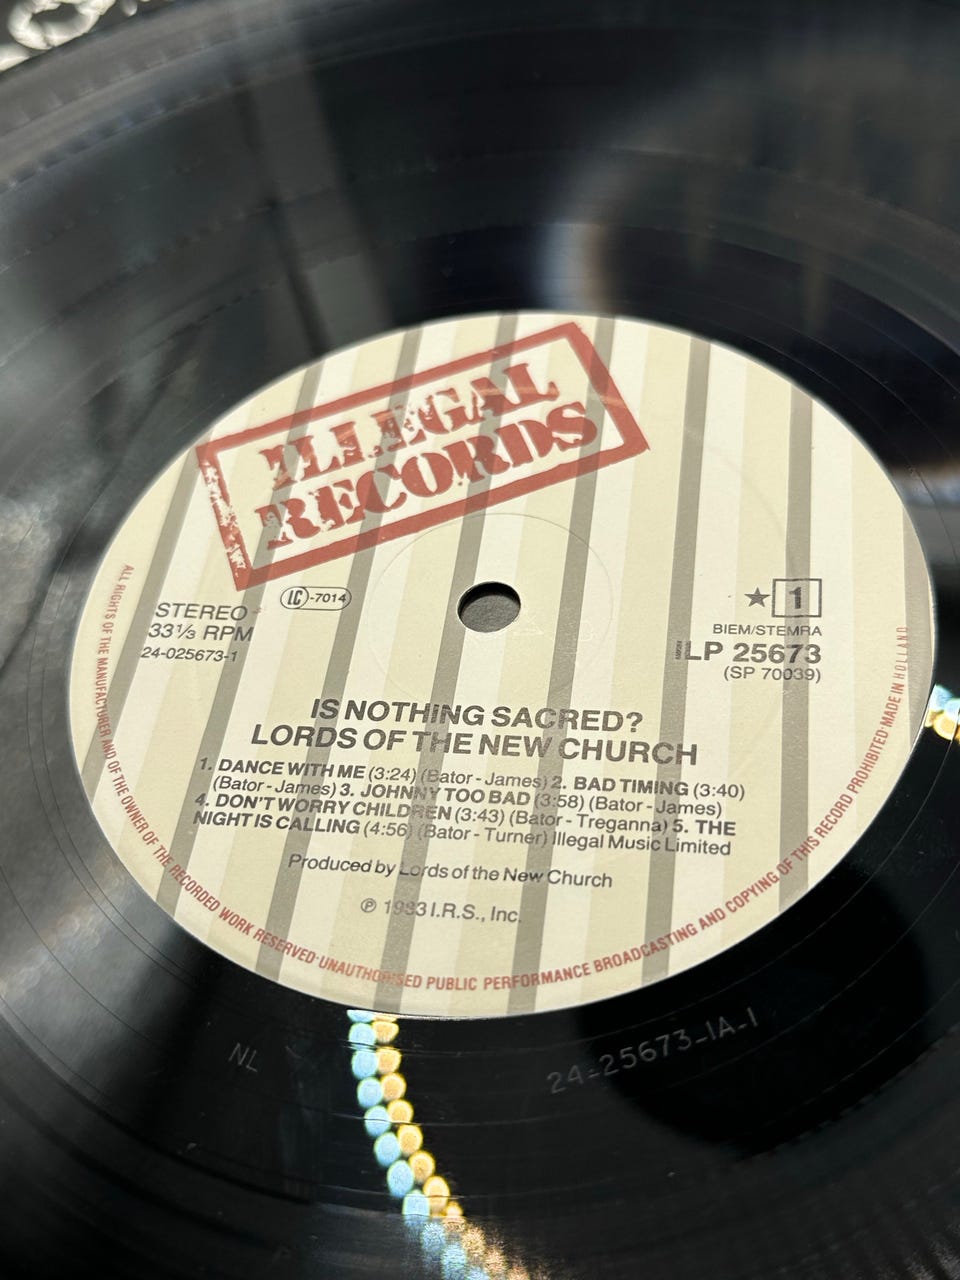 ILLEGAL
RECORDS
LC-7014
STEREO
33⅓ RPM
24-025673-1
★ 1
BIEM/STEMRA
LP 25673
(SP 70039)
IS NOTHING SACRED?
LORDS OF THE NEW CHURCH
1. DANCE WITH ME (3:24) (Bator - James) 2. BAD TIMING (3:40)
(Bator - James) 3. JOHNNY TOO BAD (3:58) (Bator - James)
4. DON'T WORRY CHILDREN (3:43) (Bator - Treganna) 5. THE
NIGHT IS CALLING (4:56) (Bator - Turner) Illegal Music Limited
Produced by Lords of the New Church
℗ 1983 I.R.S., Inc.
ALL RIGHTS OF THE MANUFACTURER AND OF THE OWNER OF THE RECORDED WORK RESERVED·UNAUTHORISED PUBLIC PERFORMANCE BROADCASTING AND COPYING OF THIS RECORD PROHIBITED·MADE IN HOLLAND
NL
24-25673-1A-1